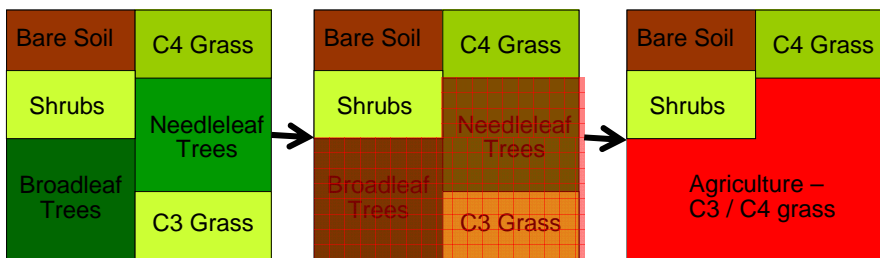 Bare Soil
C4 Grass
Shrubs
Needleleaf
Trees
Broadleaf
Trees
C3 Grass
Bare Soil
C4 Grass
Shrubs
Needleleaf
Trees
Broadleaf
Trees
C3 Grass
Bare Soil
C4 Grass
Shrubs
Agriculture –
C3 / C4 grass